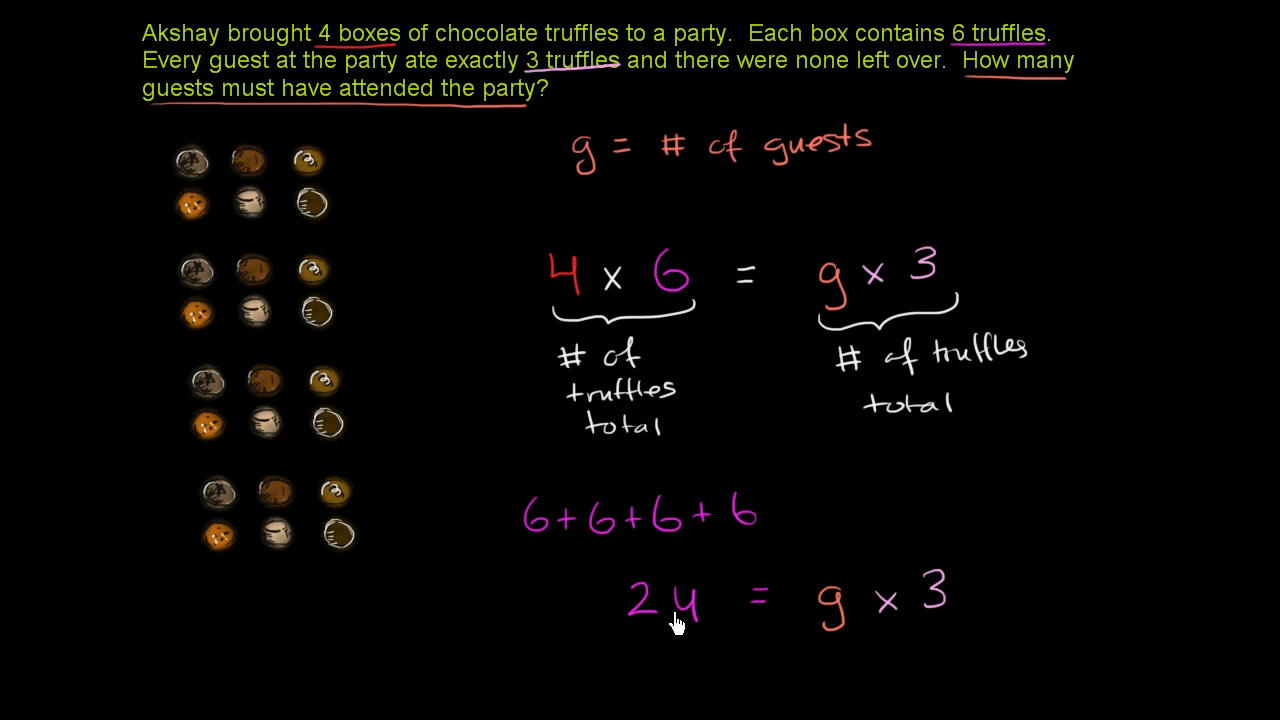 Akshay brought 4 boxes of chocolate truffles to a party. Each box contains 6 truffles.
Every guest at the party ate exactly 3 truffles and there were none left over. How many
guests must have attended the party?
g = # of guests
4 x 6 = g x 3
# of
truffles
total
# of truffles
total
6+6+6+6
24 = g x 3